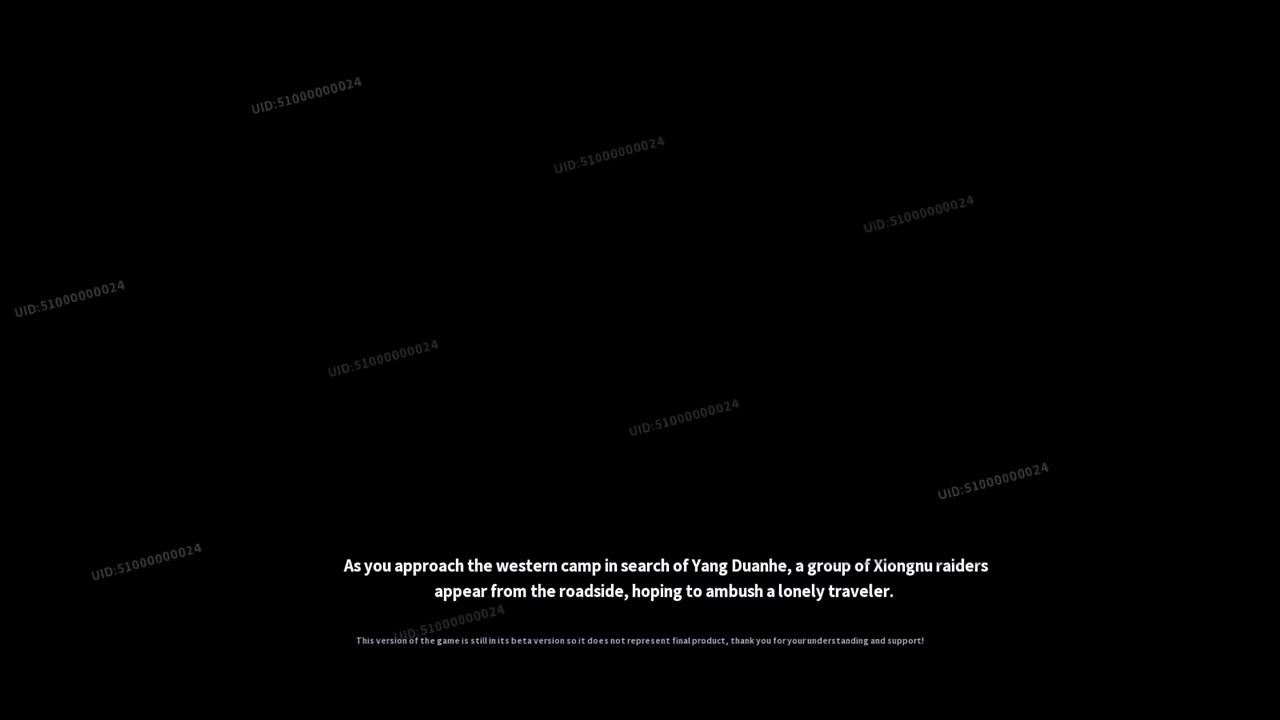 UID:51000000024
UID:51000000024
UID:51000000024
UID:51000000024
UID:51000000024
UID:51000000024
UID:51000000024
UID:51000000024
As you approach the western camp in search of Yang Duanhe, a group of Xiongnu raiders
appear from the roadside, hoping to ambush a lonely traveler.
UID:51000000024
This version of the game is still in its beta version so it does not represent final product, thank you for your understanding and support!